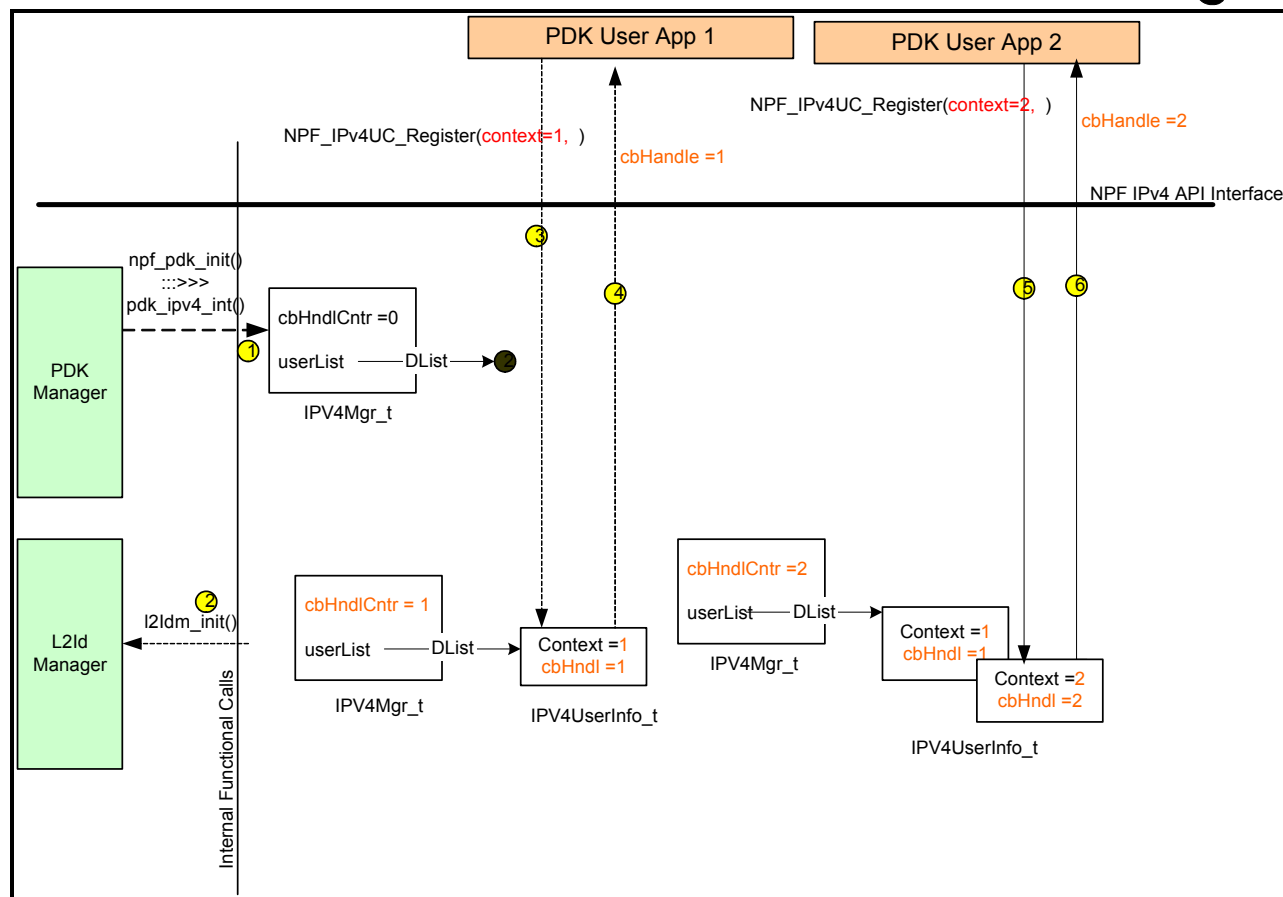 PDK User App 1
PDK User App 2
NPF_IPv4UC_Register(context=1, )
cbHandle =1
NPF_IPv4UC_Register(context=2, )
cbHandle =2
NPF IPv4 API Interface
npf_pdk_init()
:::>>>
pdk_ipv4_int()
1
3
4
5
6
PDK
Manager
cbHndlCntr =0
userList
DList
2
IPV4Mgr_t
2
l2ldm_init()
L2Id
Manager
Internal Functional Calls
cbHndlCntr = 1
userList
DList
IPV4Mgr_t
Context =1
cbHndl =1
IPV4UserInfo_t
cbHndlCntr =2
userList
DList
IPV4Mgr_t
Context =1
cbHndl =1
Context =2
cbHndl =2
IPV4UserInfo_t